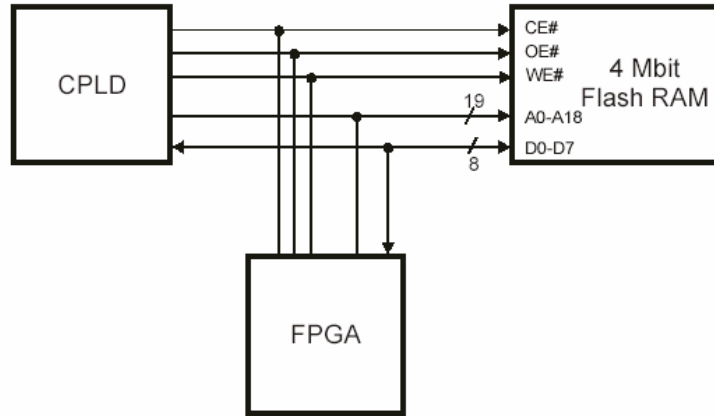 CPLD
CE#
OE#
WE#
19
A0-A18
D0-D7
8
4 Mbit
Flash RAM
FPGA